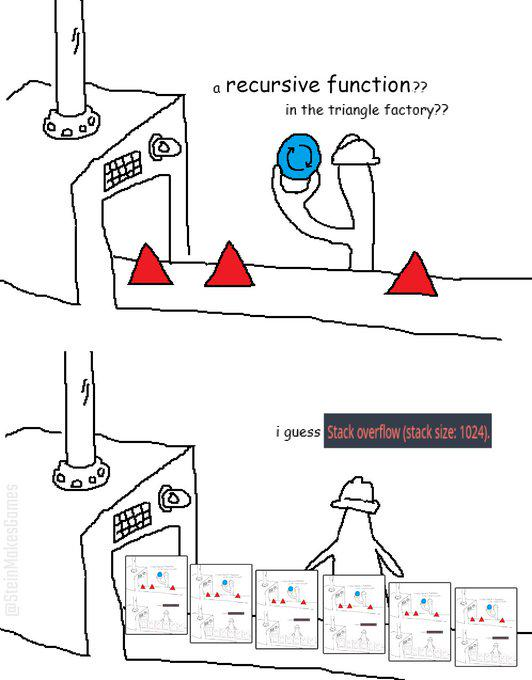 a recursive function??
in the triangle factory??
i guess Stack overflow (stack size: 1024).
@SteinMakesGames